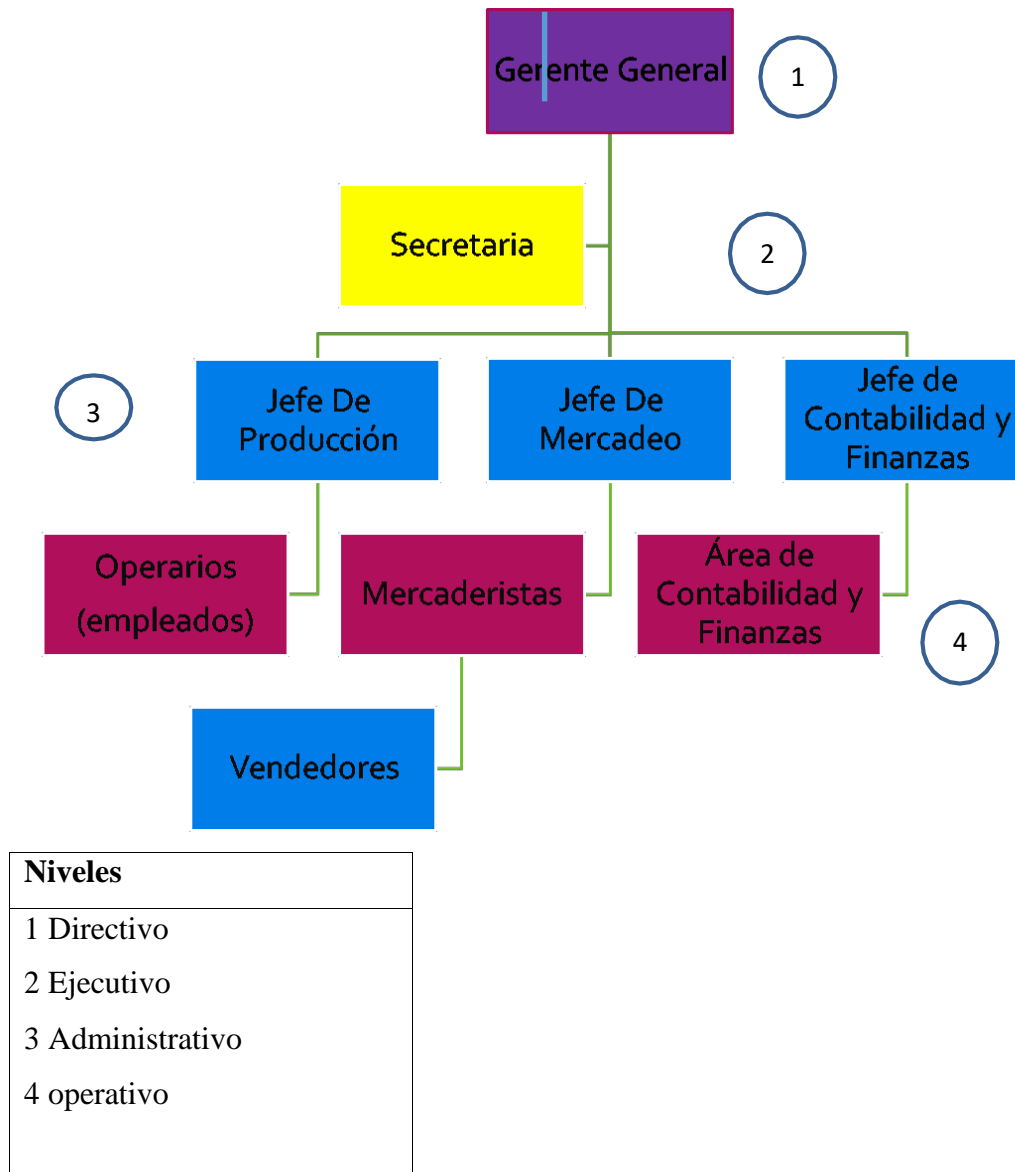 Gerente General
1
Secretaria
2
3
Jefe De
Producción
Jefe De
Mercadeo
Jefe de
Contabilidad y
Finanzas
Operarios
(empleados)
Mercaderistas
Área de
Contabilidad y
Finanzas
4
Vendedores
Niveles
1 Directivo
2 Ejecutivo
3 Administrativo
4 operativo